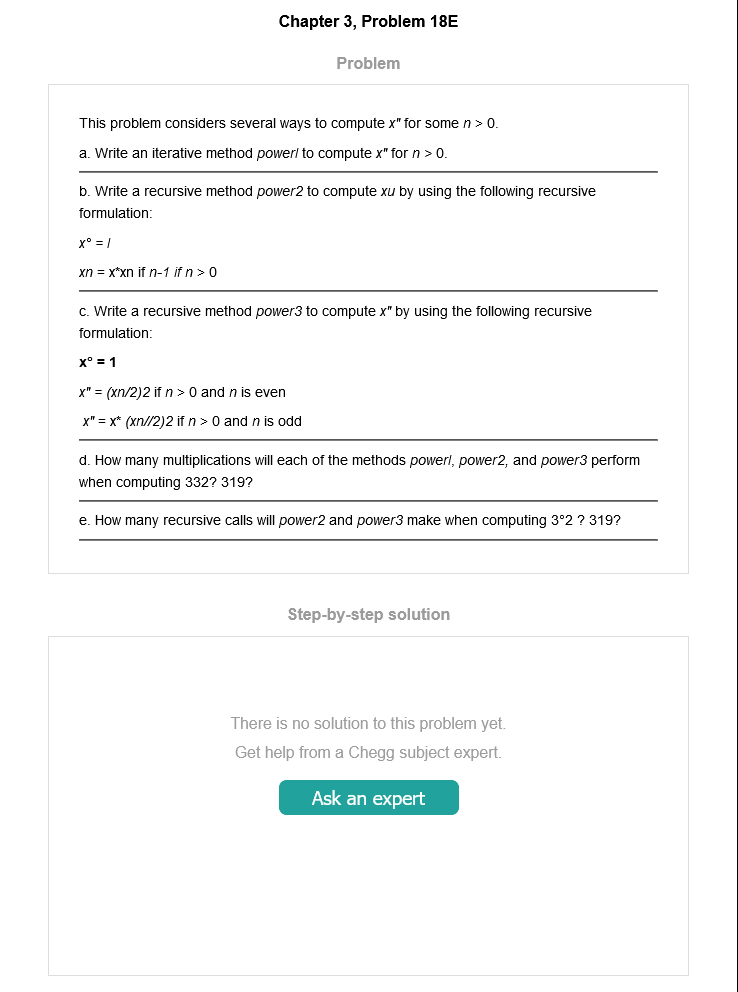 Chapter 3, Problem 18E
Problem
This problem considers several ways to compute x" for some n > 0.
a. Write an iterative method powerl to compute x" for n > 0.
b. Write a recursive method power2 to compute xu by using the following recursive
formulation:
x° = l
xn = x*xn if n-1 if n > 0
c. Write a recursive method power3 to compute x" by using the following recursive
formulation:
x° = 1
x" = (xn/2)2 if n > 0 and n is even
x" = x* (xn//2)2 if n > 0 and n is odd
d. How many multiplications will each of the methods powerl, power2, and power3 perform
when computing 332? 319?
e. How many recursive calls will power2 and power3 make when computing 3°2 ? 319?
Step-by-step solution
There is no solution to this problem yet.
Get help from a Chegg subject expert.
Ask an expert